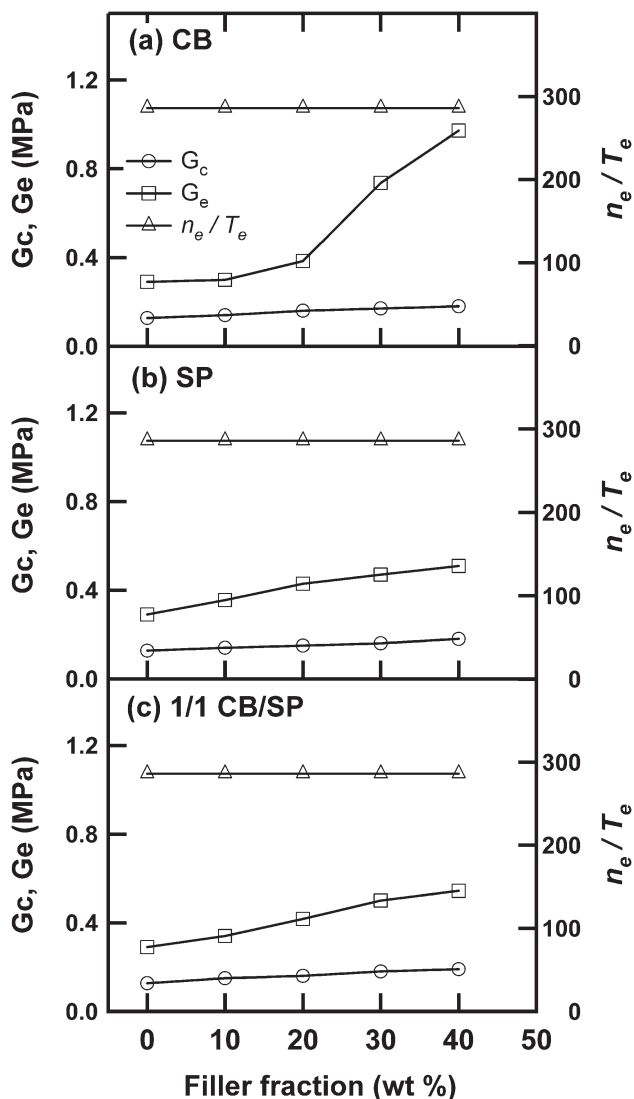 (a) CB
1.2
0.8
0.4
0.0
Gc, Ge (MPa)
G_c
G_e
n_e / T_e
300
200
100
0
n_e / T_e
(b) SP
1.2
0.8
0.4
0.0
Gc, Ge (MPa)
300
200
100
0
n_e / T_e
(c) 1/1 CB/SP
1.2
0.8
0.4
0.0
Gc, Ge (MPa)
300
200
100
0
n_e / T_e
0 10 20 30 40 50
Filler fraction (wt %)